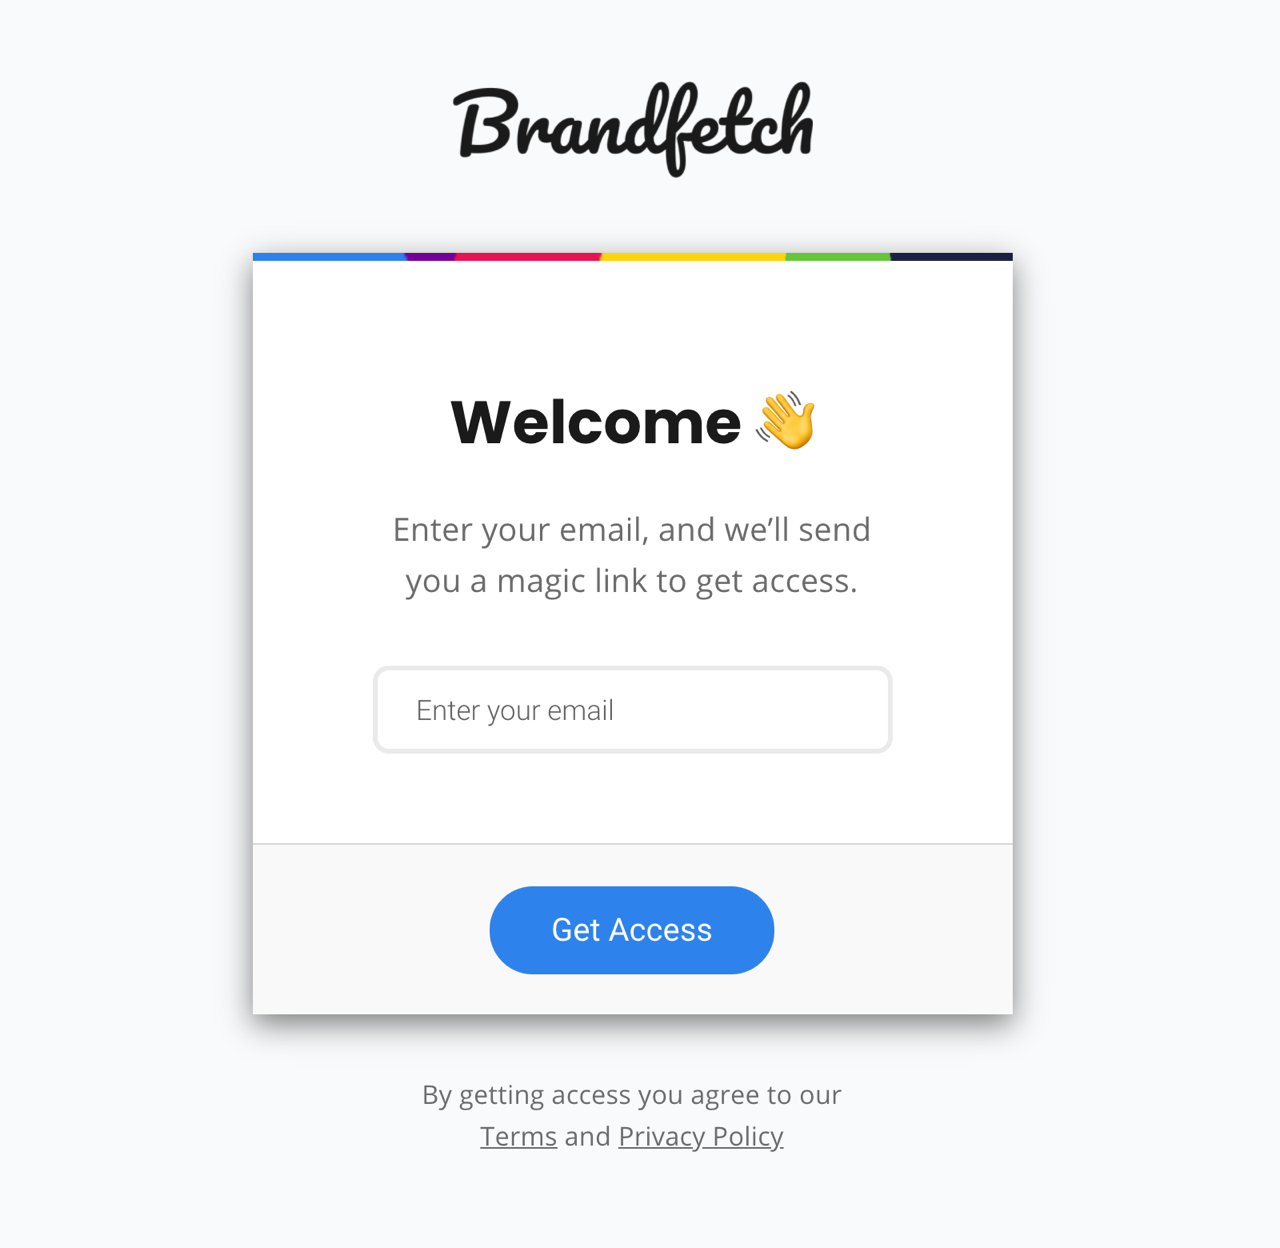 Brandfetch
Welcome 👋
Enter your email, and we’ll send
you a magic link to get access.
Enter your email
Get Access
By getting access you agree to our
Terms and Privacy Policy